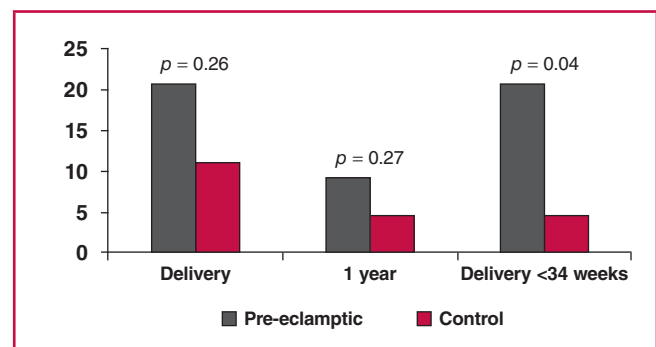 25
20
15
10
5
0
p = 0.26
p = 0.27
p = 0.04
Delivery
1 year
Delivery <34 weeks
Pre-eclamptic
Control